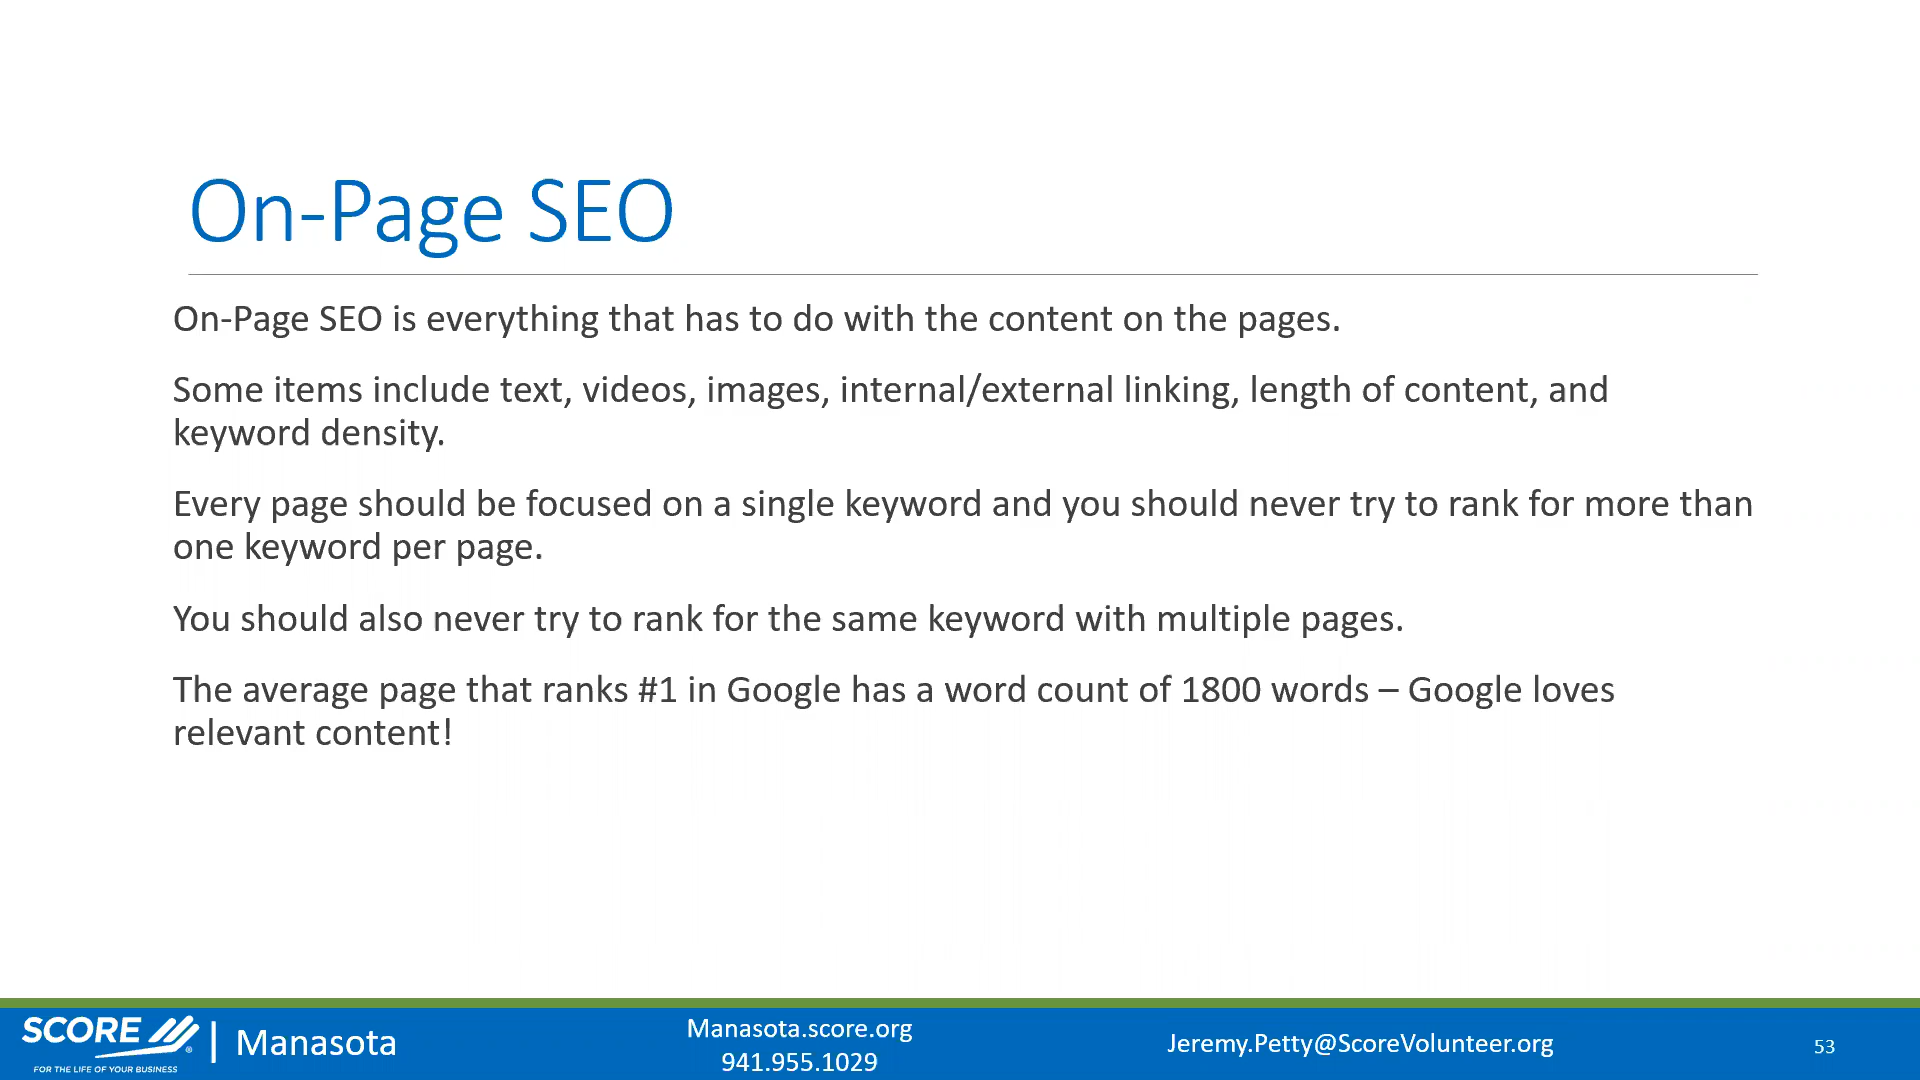 On-Page SEO
On-Page SEO is everything that has to do with the content on the pages.
Some items include text, videos, images, internal/external linking, length of content, and
keyword density.
Every page should be focused on a single keyword and you should never try to rank for more than
one keyword per page.
You should also never try to rank for the same keyword with multiple pages.
The average page that ranks #1 in Google has a word count of 1800 words – Google loves
relevant content!
SCORE ® | Manasota
FOR THE LIFE OF YOUR BUSINESS
Manasota.score.org
941.955.1029
Jeremy.Petty@ScoreVolunteer.org
53